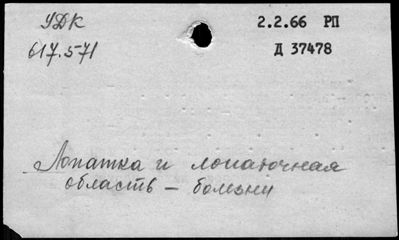 УДК
2.2.66 РП
617.571
Д 37478
Лопатка и лопаточная
область – болезни